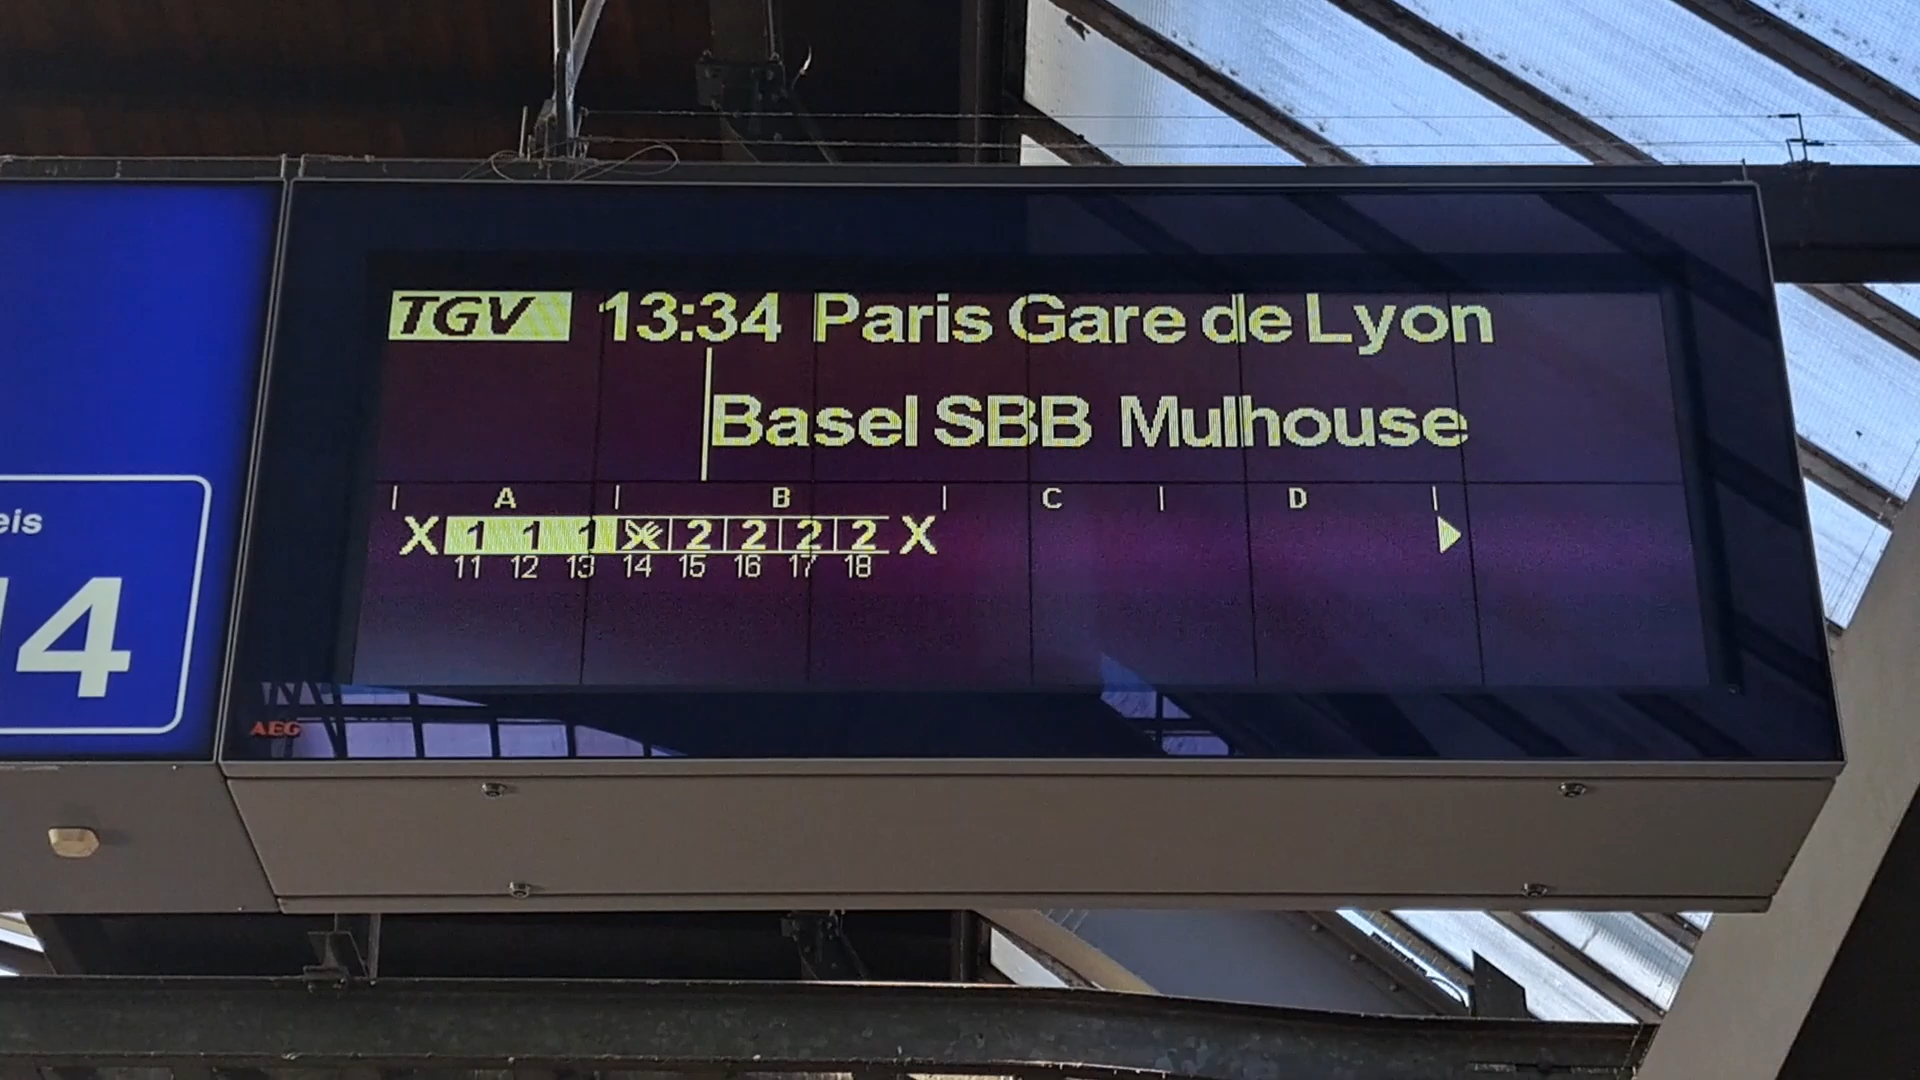 TGV 13:34 Paris Gare de Lyon
Basel SBB Mulhouse
A B C D
X 1 1 1 2 2 2 2 X
11 12 13 14 15 16 17 18
eis
14
AEG